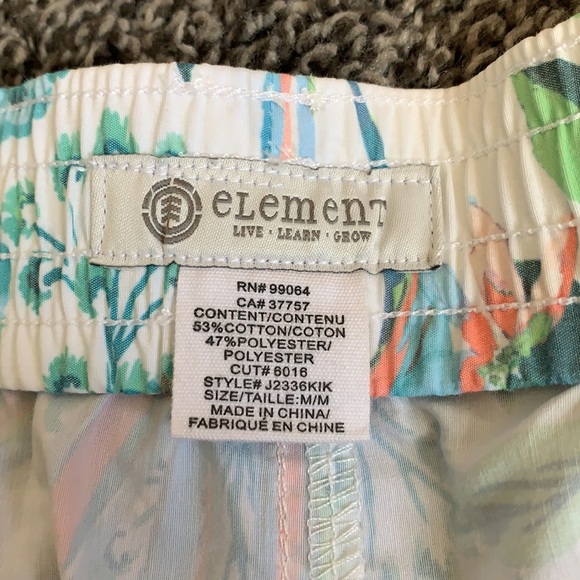 element
LIVE · LEARN · GROW
RN# 99064
CA# 37757
CONTENT/CONTENU
53%COTTON/COTON
47%POLYESTER/
POLYESTER
CUT# 6016
STYLE# J2336KIK
SIZE/TAILLE:M/M
MADE IN CHINA/
FABRIQUÉ EN CHINE